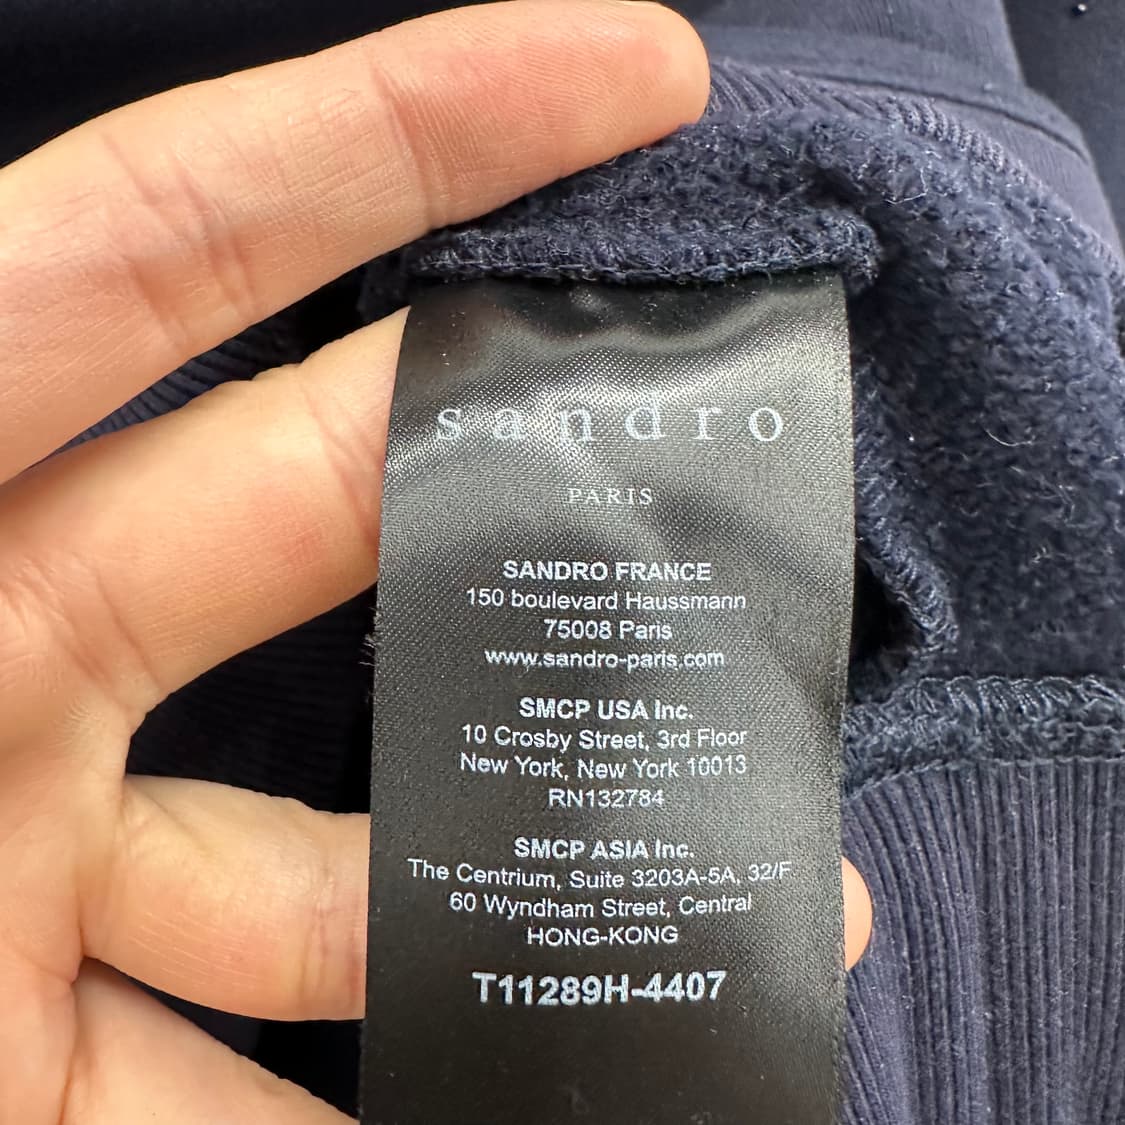 sandro
PARIS
SANDRO FRANCE
150 boulevard Haussmann
75008 Paris
www.sandro-paris.com
SMCP USA Inc.
10 Crosby Street, 3rd Floor
New York, New York 10013
RN132784
SMCP ASIA Inc.
The Centrium, Suite 3203A-5A, 32/F
60 Wyndham Street, Central
HONG-KONG
T11289H-4407